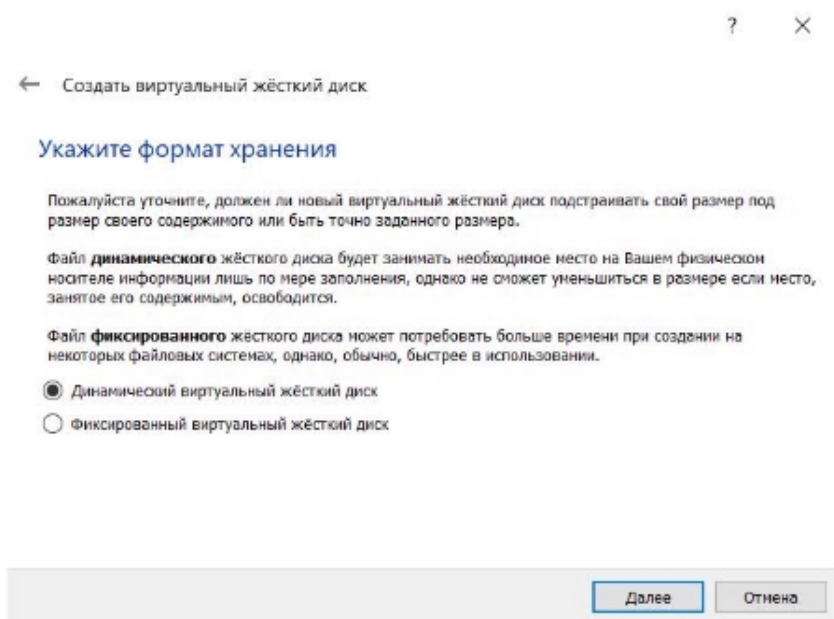 ?
Создать виртуальный жёсткий диск
Укажите формат хранения
Пожалуйста уточните, должен ли новый виртуальный жёсткий диск подстраивать свой размер под
размер своего содержимого или быть точно заданного размера.
Файл динамического жёсткого диска будет занимать необходимое место на Вашем физическом
носителе информации лишь по мере заполнения, однако не сможет уменьшиться в размере если место,
занятое его содержимым, освободится.
Файл фиксированного жёсткого диска может потребовать больше времени при создании на
некоторых файловых системах, однако, обычно, быстрее в использовании.
Динамический виртуальный жёсткий диск
Фиксированный виртуальный жёсткий диск
Далее Отмена